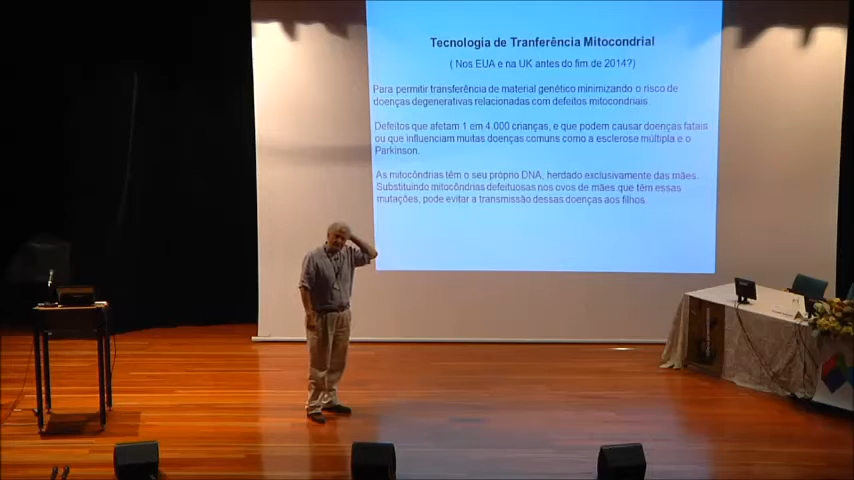 Tecnologia de Tranferência Mitocondrial
( Nos EUA e na UK antes do fim de 2014?)
Para permitir transferência de material genético minimizando o risco de
doenças degenerativas relacionadas com defeitos mitocondriais.
Defeitos que afetam 1 em 4.000 crianças, e que podem causar doenças fatais
ou que influenciam muitas doenças comuns como a esclerose múltipla e o
Parkinson.
As mitocôndrias têm o seu próprio DNA, herdado exclusivamente das mães.
Substituindo mitocôndrias defeituosas nos ovos de mães que têm essas
mutações, pode evitar a transmissão dessas doenças aos filhos.